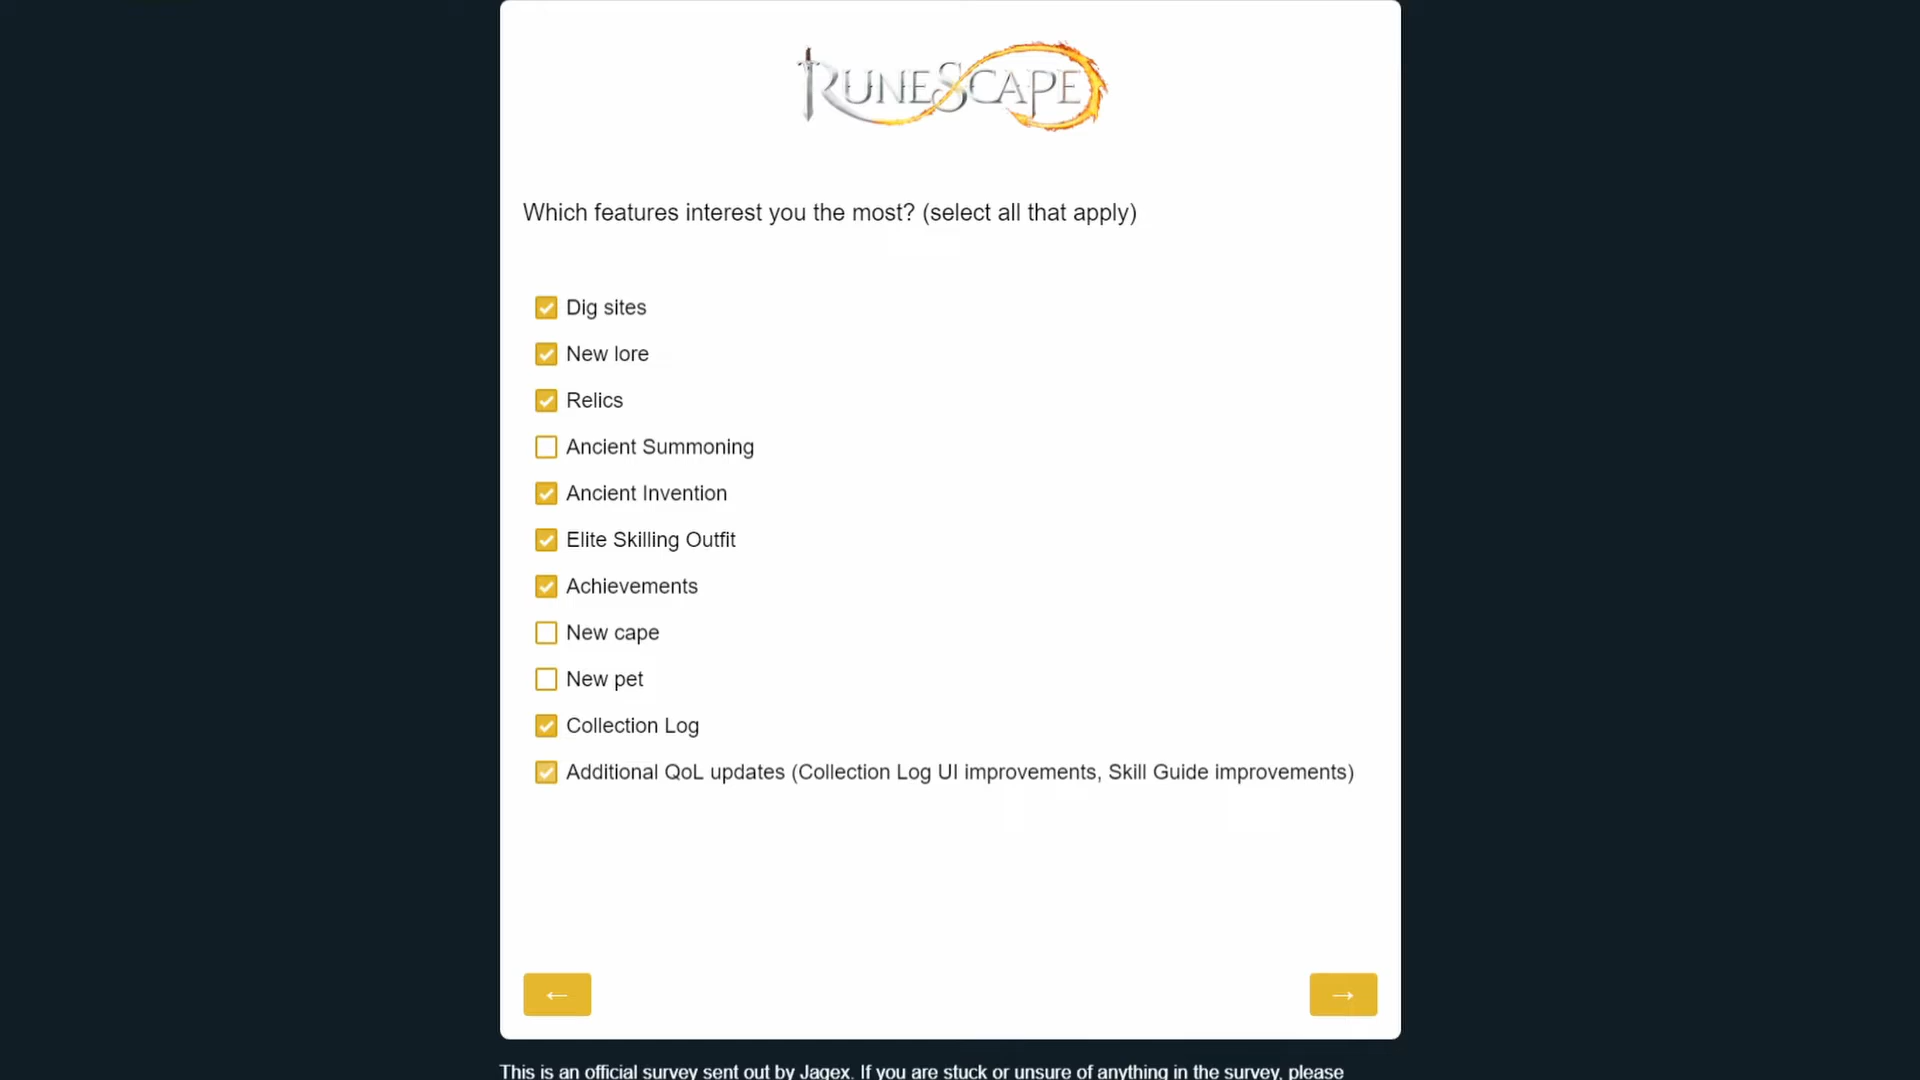 RUNESCAPE
Which features interest you the most? (select all that apply)
Dig sites
New lore
Relics
Ancient Summoning
Ancient Invention
Elite Skilling Outfit
Achievements
New cape
New pet
Collection Log
Additional QoL updates (Collection Log UI improvements, Skill Guide improvements)
← →
This is an official survey sent out by Jagex. If you are stuck or unsure of anything in the survey, please